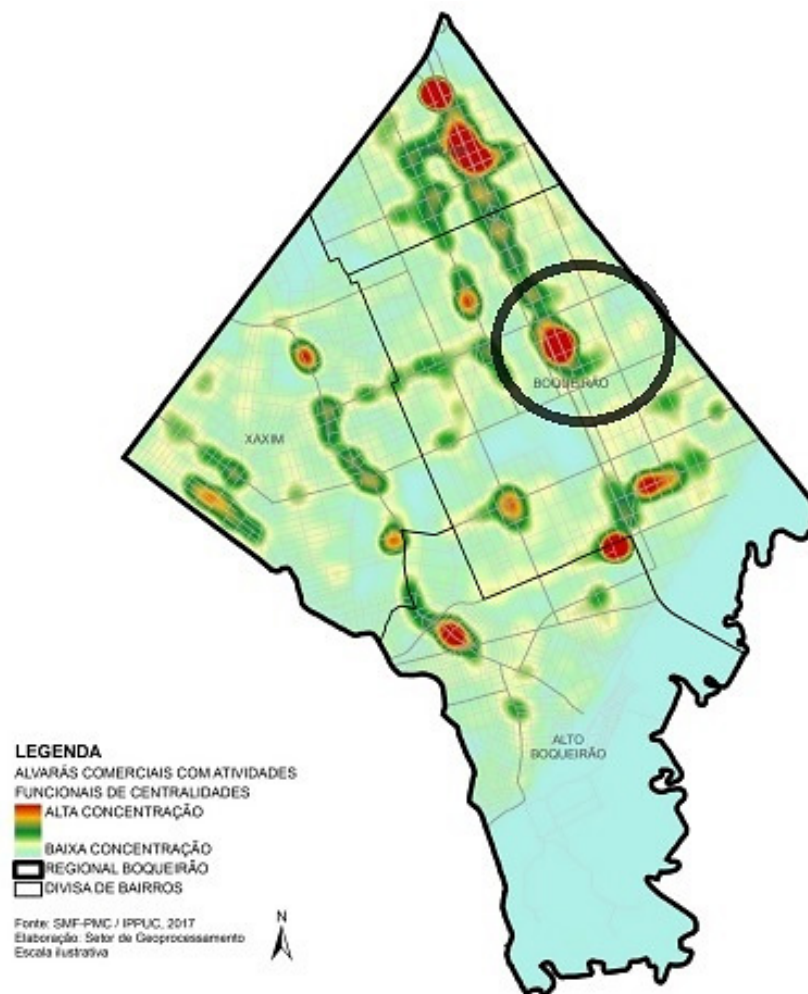 BOQUEIRÃO
XAXIM
ALTO
BOQUEIRÃO
LEGENDA
ALVARÁS COMERCIAIS COM ATIVIDADES
FUNCIONAIS DE CENTRALIDADES
ALTA CONCENTRAÇÃO
BAIXA CONCENTRAÇÃO
REGIONAL BOQUEIRÃO
DIVISA DE BAIRROS
Fonte: SMF-PMC / IPPUC, 2017
Elaboração: Setor de Geoprocessamento
Escala ilustrativa
N